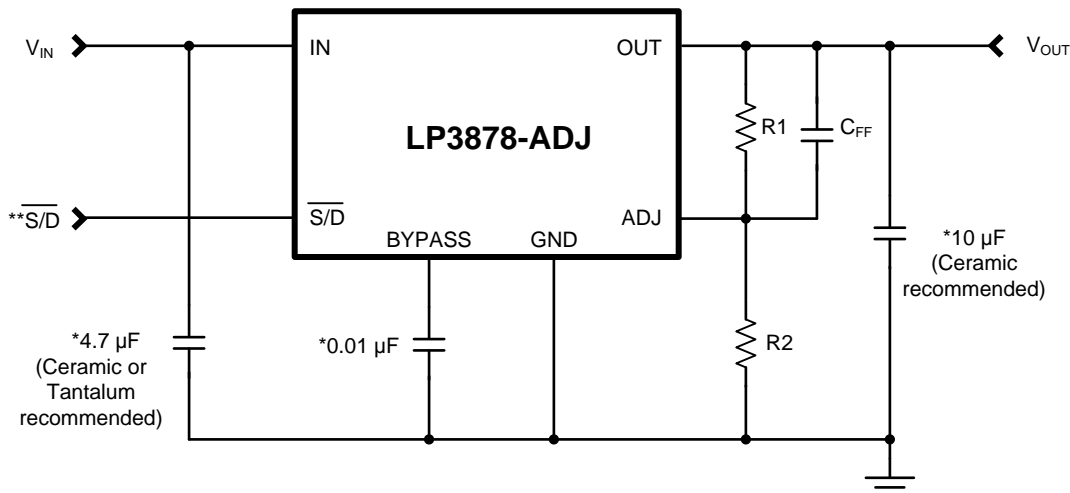 V_IN
IN
OUT
V_OUT
LP3878-ADJ
R1
C_FF
**S̅/̅D̅
S̅/̅D̅
ADJ
BYPASS
GND
*10 µF
(Ceramic
recommended)
*4.7 µF
(Ceramic or
Tantalum
recommended)
*0.01 µF
R2